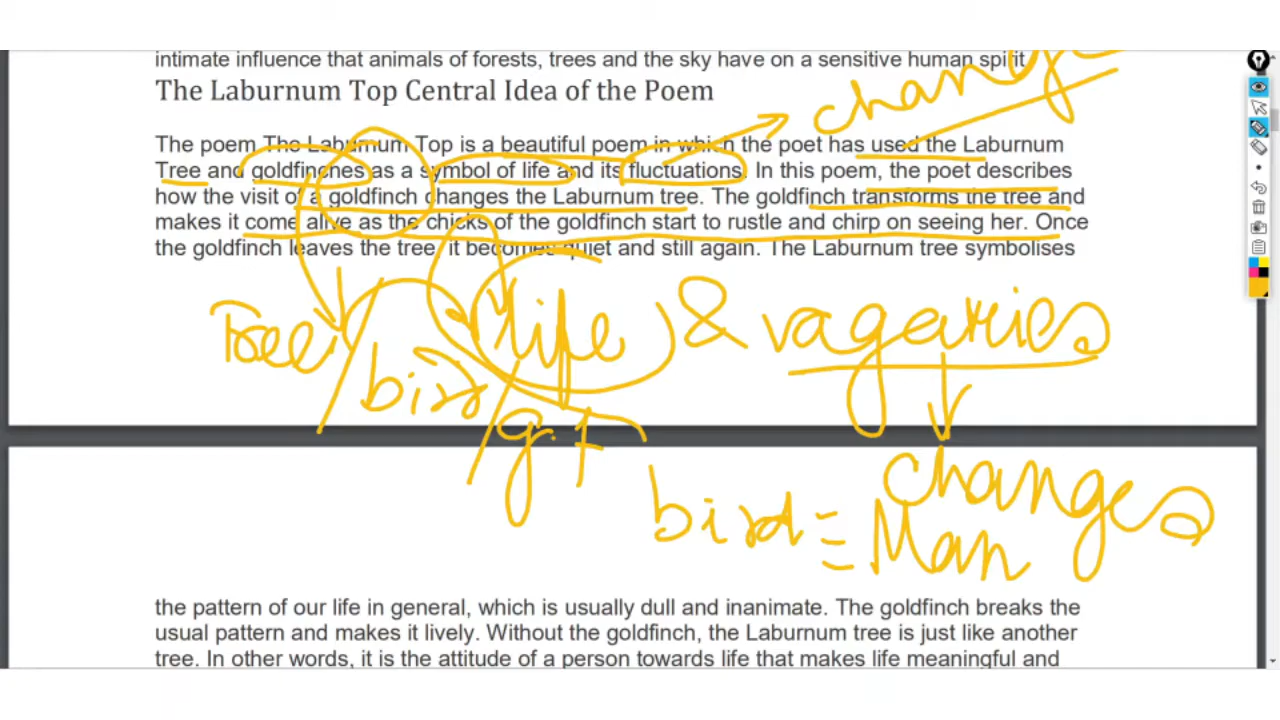 intimate influence that animals of forests, trees and the sky have on a sensitive human spirit
The Laburnum Top Central Idea of the Poem
change
The poem The Laburnum Top is a beautiful poem in which the poet has used the Laburnum
Tree and goldfinches as a symbol of life and its fluctuations. In this poem, the poet describes
how the visit of a goldfinch changes the Laburnum tree. The goldfinch transforms the tree and
makes it come alive as the chicks of the goldfinch start to rustle and chirp on seeing her. Once
the goldfinch leaves the tree, it becomes quiet and still again. The Laburnum tree symbolises
Tree / life & vagaries
bird / g.f
changes
bird = Man
the pattern of our life in general, which is usually dull and inanimate. The goldfinch breaks the
usual pattern and makes it lively. Without the goldfinch, the Laburnum tree is just like another
tree. In other words, it is the attitude of a person towards life that makes life meaningful and